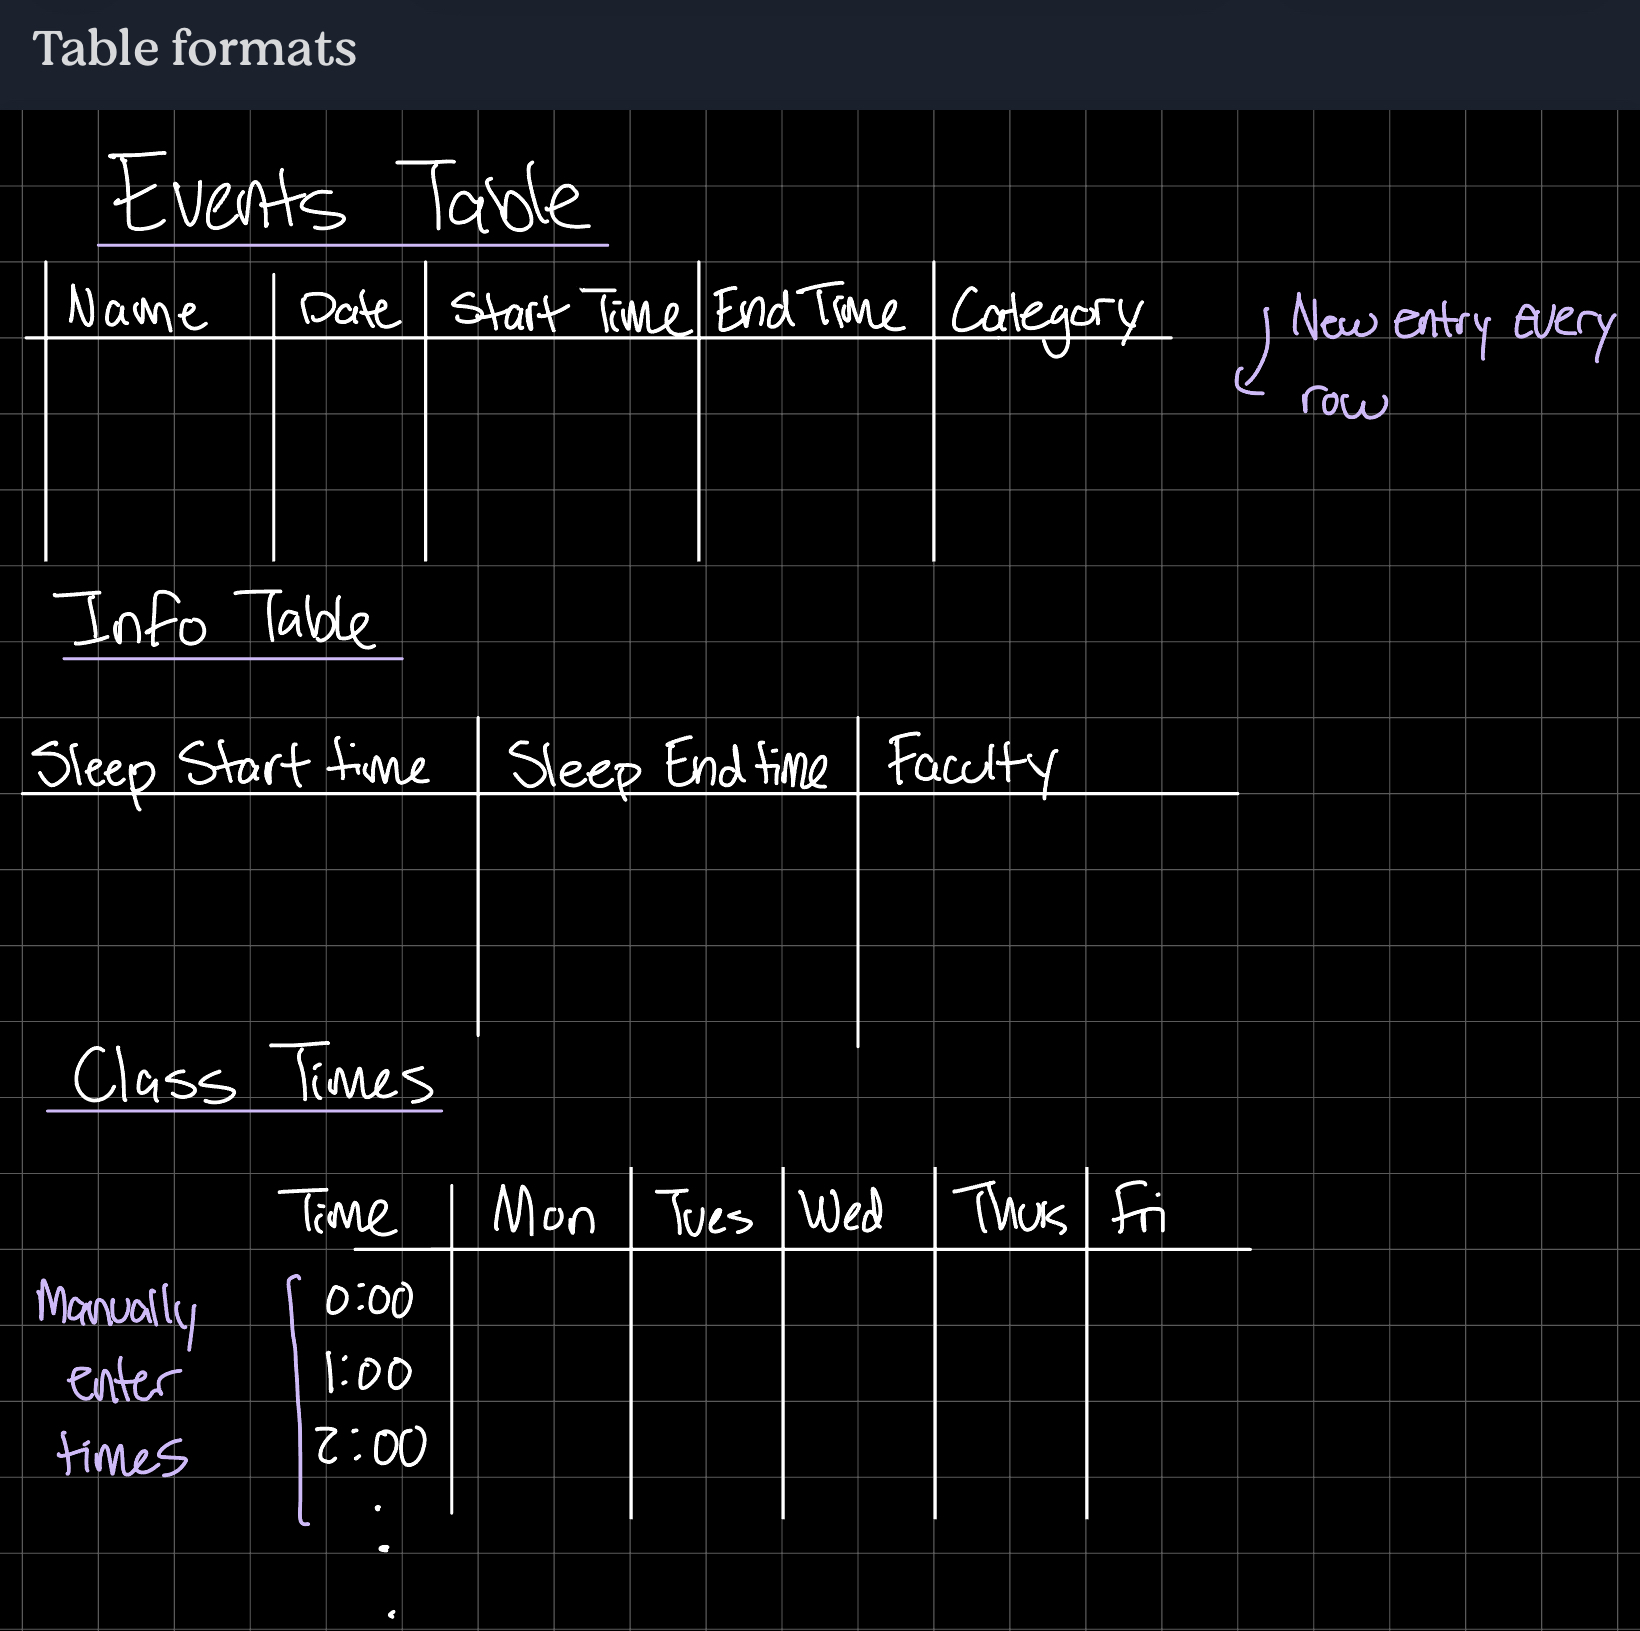 Table formats
Events Table
Name Date Start Time End Time Category
New entry every
row
Info Table
Sleep Start time Sleep End time Faculty
Class Times
Time Mon Tues Wed Thurs Fri
Manually 0:00
enter 1:00
times 2:00